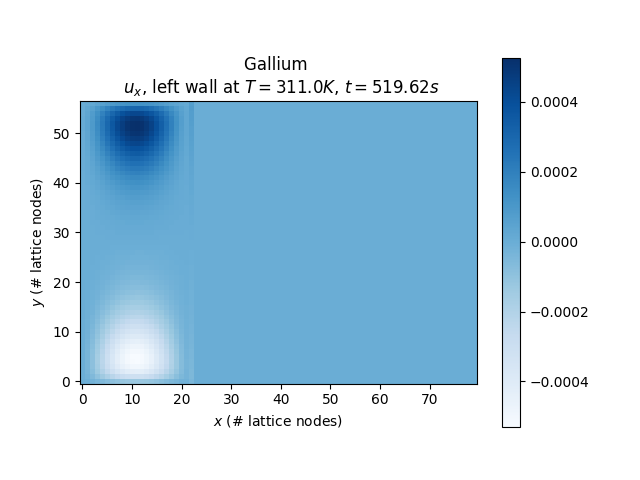 Gallium
u_x, left wall at T = 311.0K, t = 519.62s
y (# lattice nodes)
50
40
30
20
10
0
0 10 20 30 40 50 60 70
x (# lattice nodes)
0.0004
0.0002
0.0000
−0.0002
−0.0004